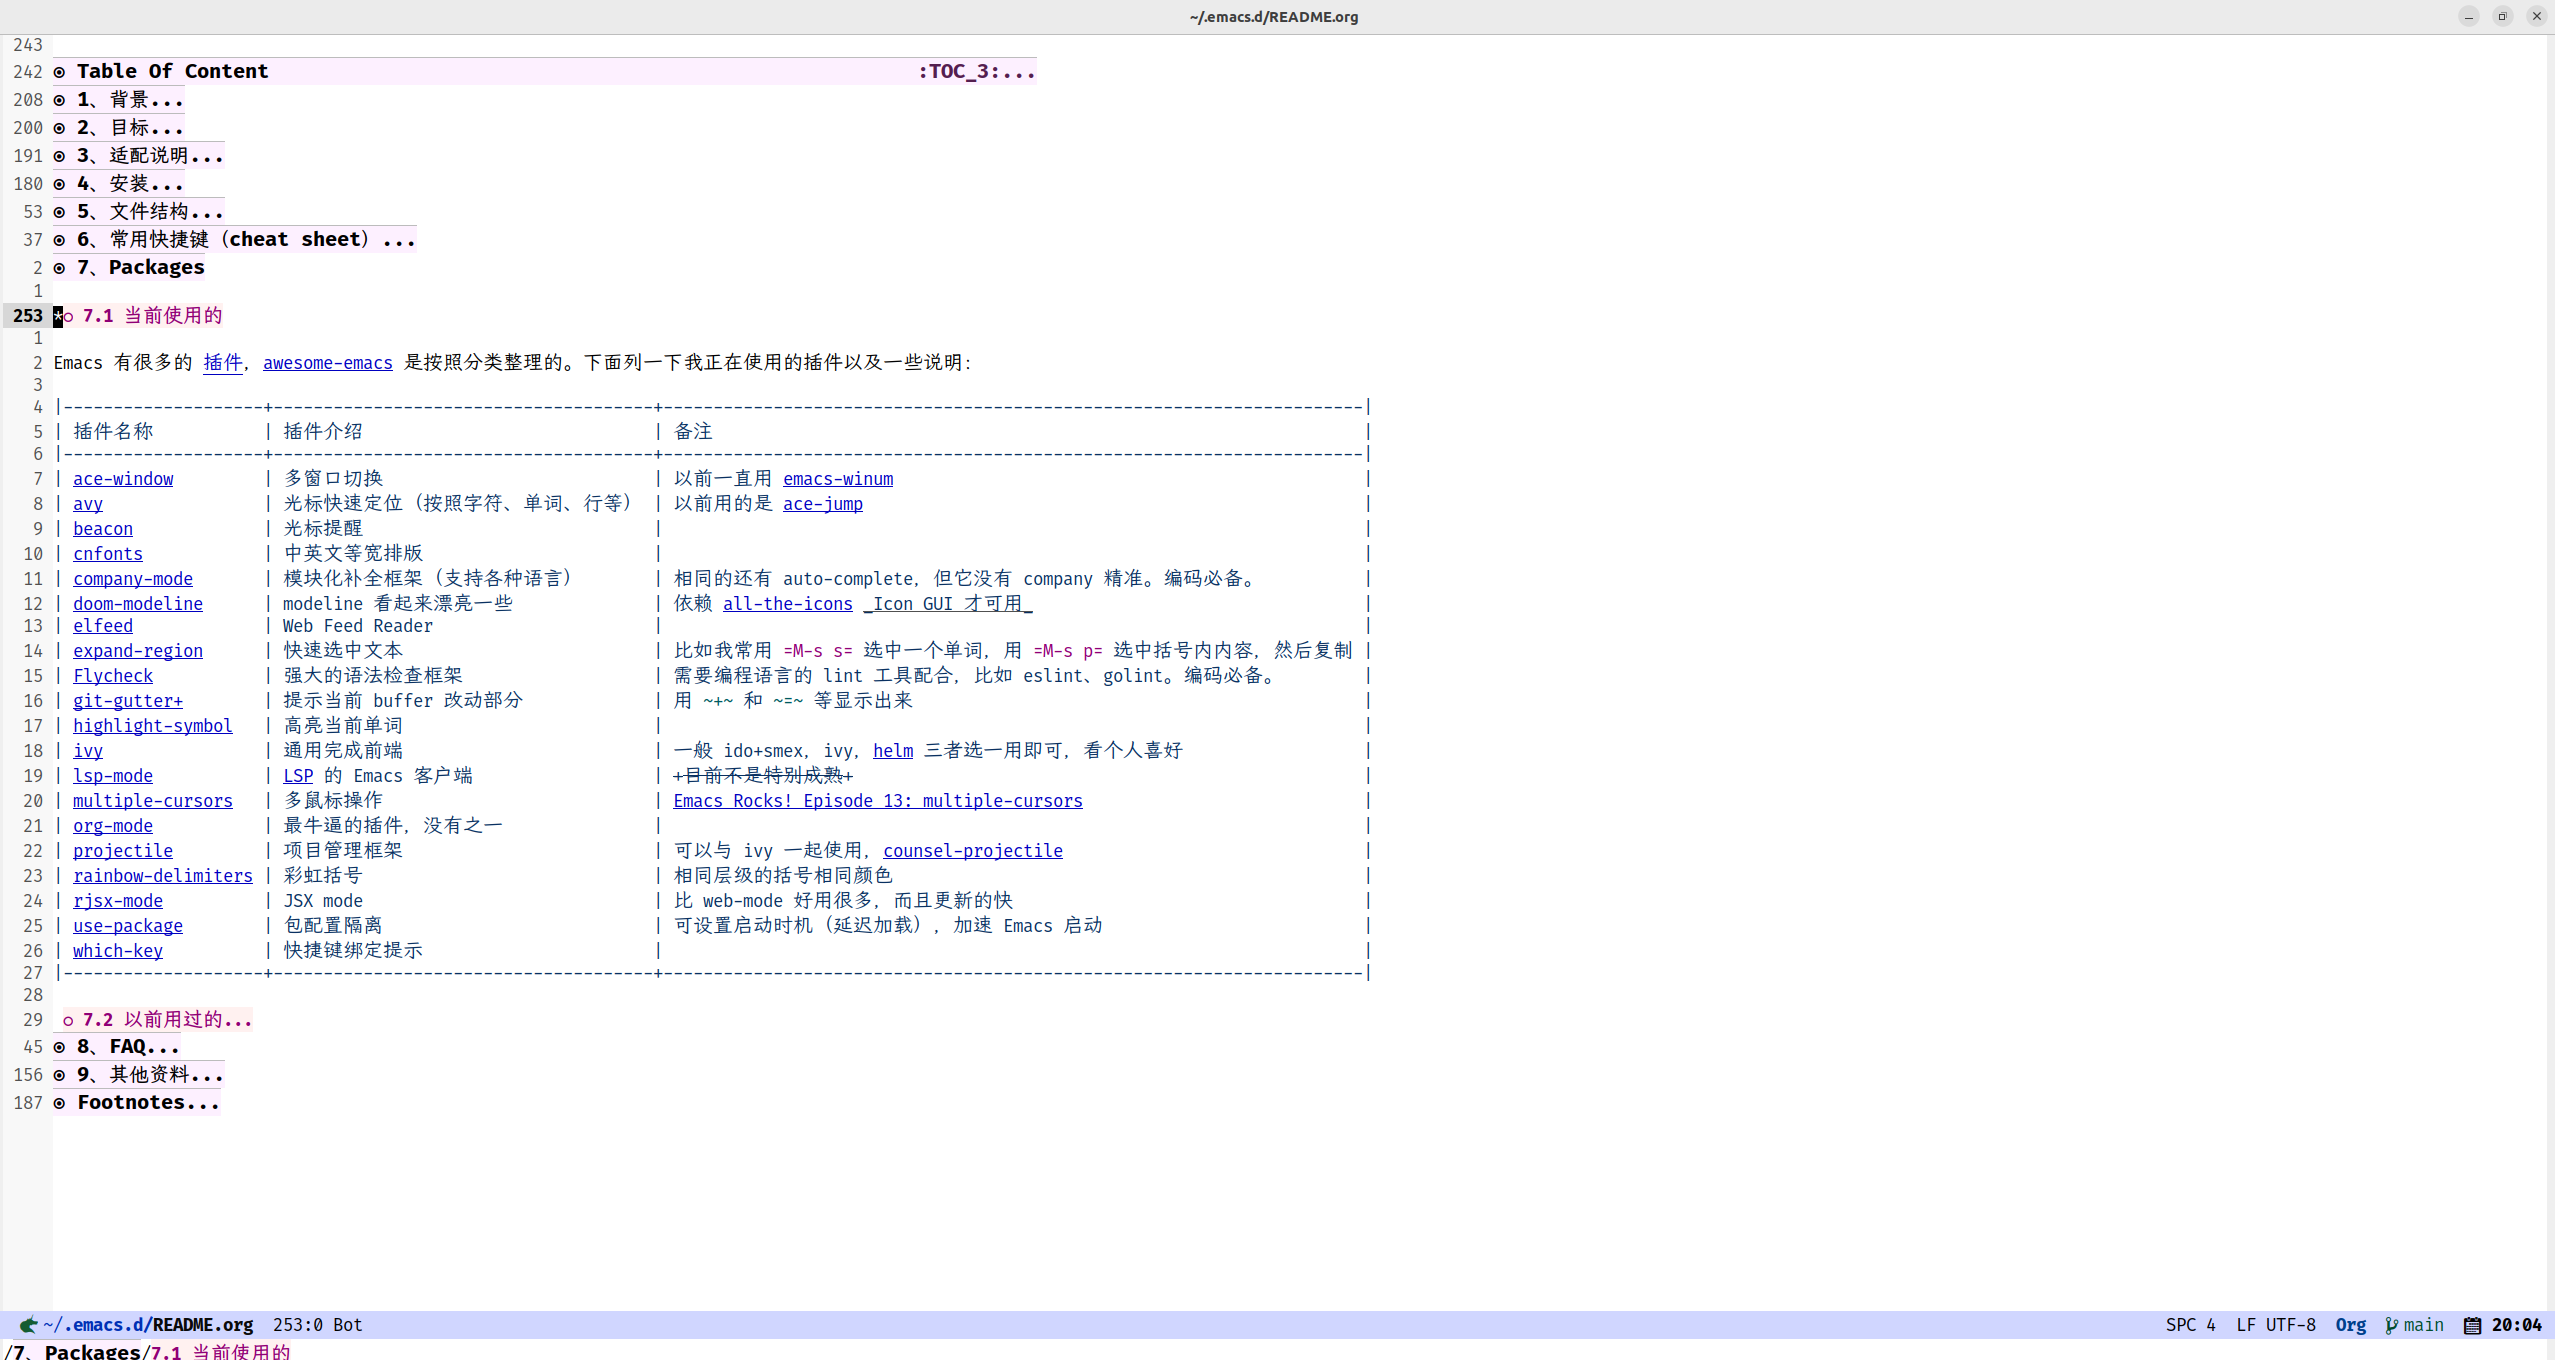 ~/.emacs.d/README.org
243
242 ⦿ Table Of Content :TOC_3:...
208 ⦿ 1、背景...
200 ⦿ 2、目标...
191 ⦿ 3、适配说明...
180 ⦿ 4、安装...
53 ⦿ 5、文件结构...
37 ⦿ 6、常用快捷键（cheat sheet）...
2 ⦿ 7、Packages
1
253 *○ 7.1 当前使用的
1
2 Emacs 有很多的 插件，awesome-emacs 是按照分类整理的。下面列一下我正在使用的插件以及一些说明：
3
4 |--------------------+--------------------------------------+----------------------------------------------------------------------|
5 | 插件名称 | 插件介绍 | 备注 |
6 |--------------------+--------------------------------------+----------------------------------------------------------------------|
7 | ace-window | 多窗口切换 | 以前一直用 emacs-winum |
8 | avy | 光标快速定位（按照字符、单词、行等） | 以前用的是 ace-jump |
9 | beacon | 光标提醒 | |
10 | cnfonts | 中英文等宽排版 | |
11 | company-mode | 模块化补全框架（支持各种语言） | 相同的还有 auto-complete，但它没有 company 精准。编码必备。 |
12 | doom-modeline | modeline 看起来漂亮一些 | 依赖 all-the-icons _Icon GUI 才可用_ |
13 | elfeed | Web Feed Reader | |
14 | expand-region | 快速选中文本 | 比如我常用 =M-s s= 选中一个单词，用 =M-s p= 选中括号内内容，然后复制 |
15 | Flycheck | 强大的语法检查框架 | 需要编程语言的 lint 工具配合，比如 eslint、golint。编码必备。 |
16 | git-gutter+ | 提示当前 buffer 改动部分 | 用 ~+~ 和 ~=~ 等显示出来 |
17 | highlight-symbol | 高亮当前单词 | |
18 | ivy | 通用完成前端 | 一般 ido+smex，ivy，helm 三者选一用即可，看个人喜好 |
19 | lsp-mode | LSP 的 Emacs 客户端 | +目前不是特别成熟+ |
20 | multiple-cursors | 多鼠标操作 | Emacs Rocks! Episode 13: multiple-cursors |
21 | org-mode | 最牛逼的插件，没有之一 | |
22 | projectile | 项目管理框架 | 可以与 ivy 一起使用，counsel-projectile |
23 | rainbow-delimiters | 彩虹括号 | 相同层级的括号相同颜色 |
24 | rjsx-mode | JSX mode | 比 web-mode 好用很多，而且更新的快 |
25 | use-package | 包配置隔离 | 可设置启动时机（延迟加载），加速 Emacs 启动 |
26 | which-key | 快捷键绑定提示 | |
27 |--------------------+--------------------------------------+----------------------------------------------------------------------|
28
29 ○ 7.2 以前用过的...
45 ⦿ 8、FAQ...
156 ⦿ 9、其他资料...
187 ⦿ Footnotes...
~/.emacs.d/README.org 253:0 Bot SPC 4 LF UTF-8 Org main 20:04
/7、Packages/7.1 当前使用的